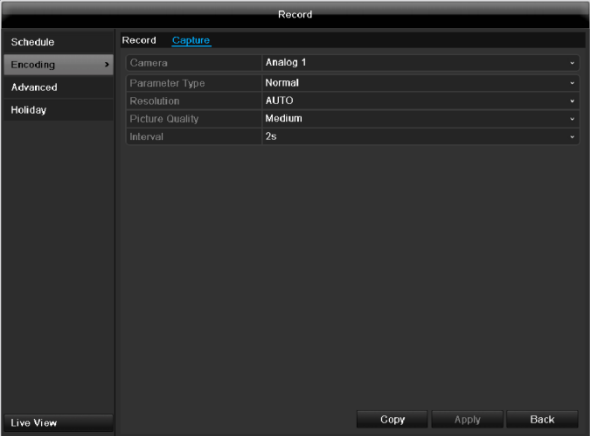 Record
Schedule
Encoding
Advanced
Holiday
Live View
Record Capture
Camera Analog 1
Parameter Type Normal
Resolution AUTO
Picture Quality Medium
Interval 2s
Copy Apply Back